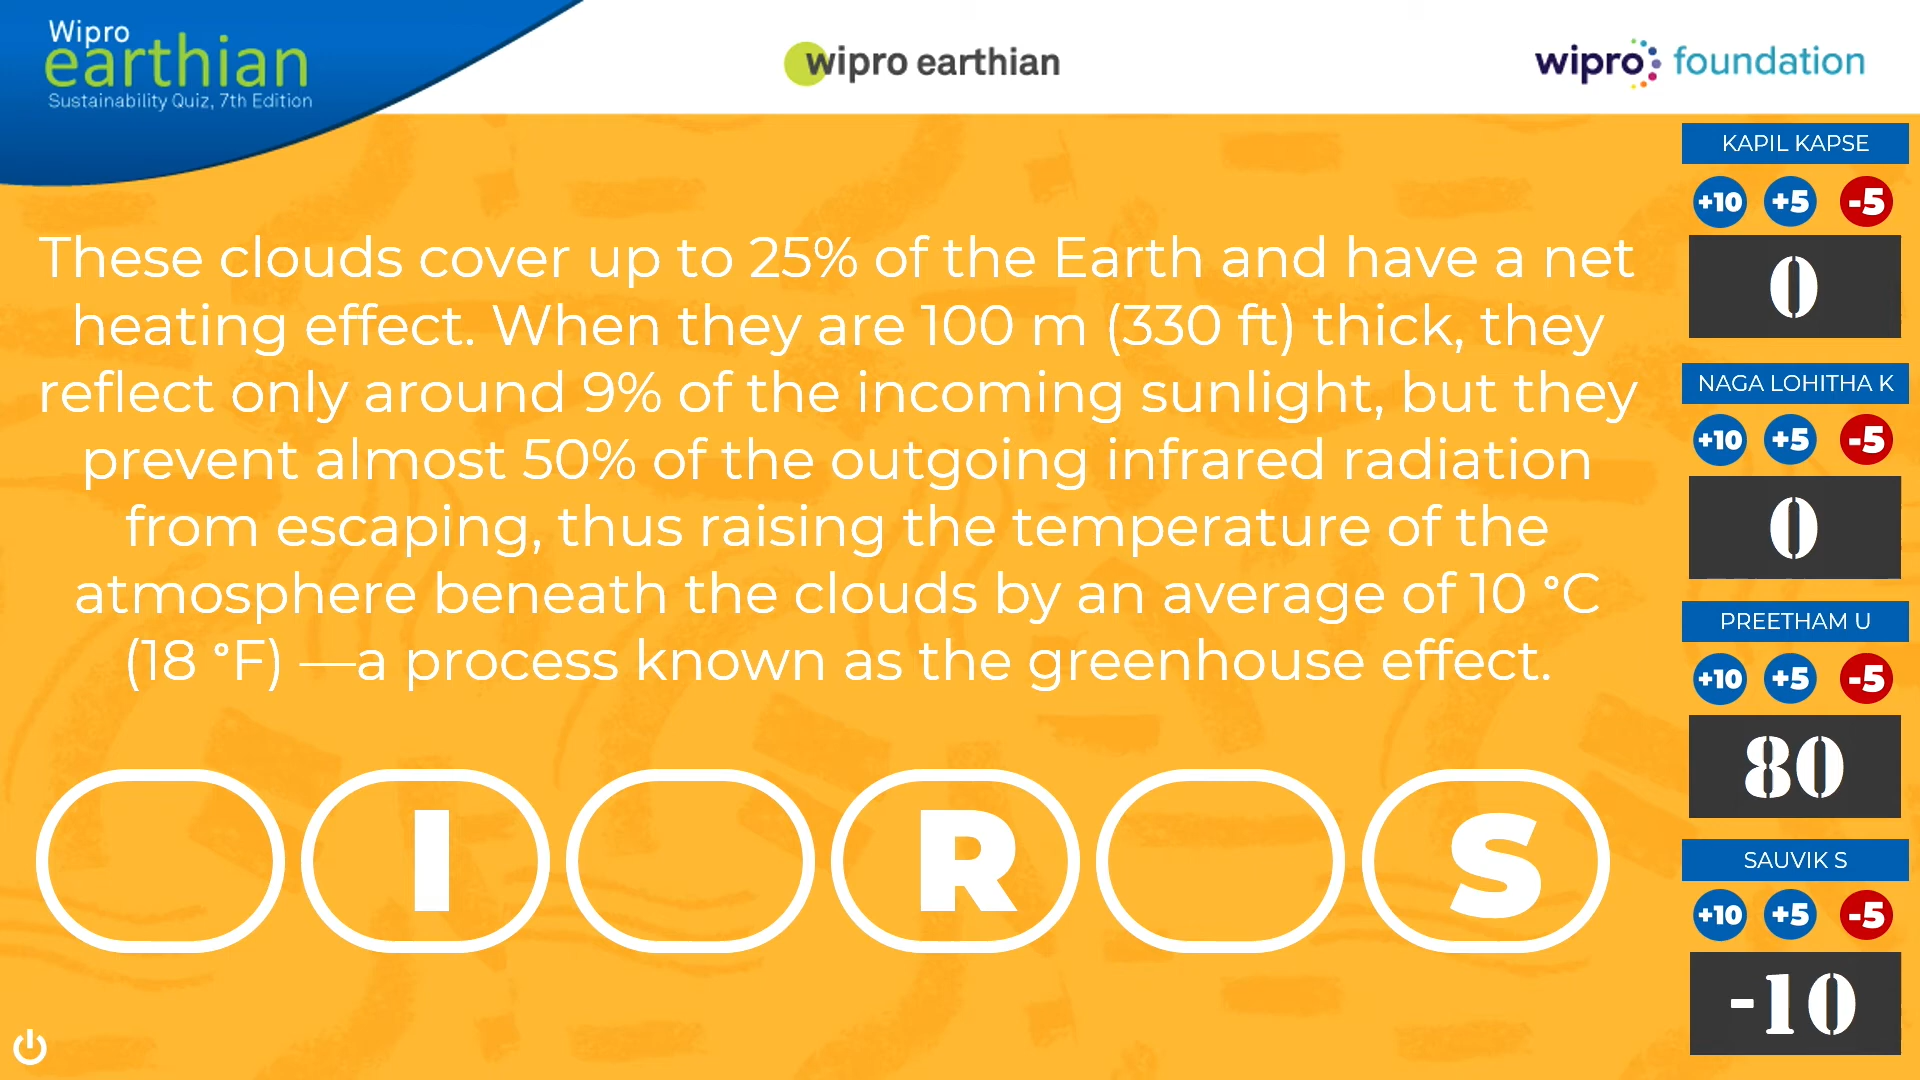 Wipro
earthian
Sustainability Quiz, 7th Edition
wipro earthian
wipro foundation
These clouds cover up to 25% of the Earth and have a net
heating effect. When they are 100 m (330 ft) thick, they
reflect only around 9% of the incoming sunlight, but they
prevent almost 50% of the outgoing infrared radiation
from escaping, thus raising the temperature of the
atmosphere beneath the clouds by an average of 10 °C
(18 °F) —a process known as the greenhouse effect.
I R S
KAPIL KAPSE
+10 +5 -5
0
NAGA LOHITHA K
+10 +5 -5
0
PREETHAM U
+10 +5 -5
80
SAUVIK S
+10 +5 -5
-10